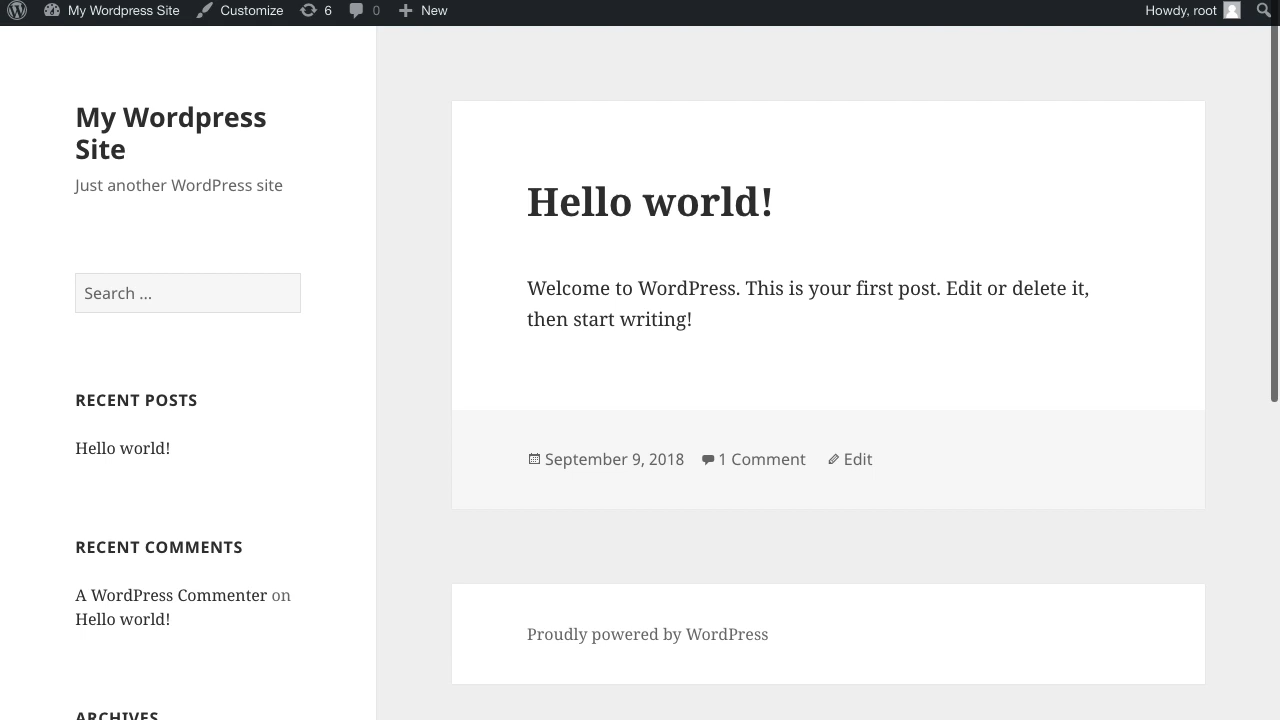 My Wordpress Site Customize 6 0 New Howdy, root
My Wordpress
Site
Just another WordPress site
Search ...
RECENT POSTS
Hello world!
RECENT COMMENTS
A WordPress Commenter on
Hello world!
ARCHIVES
Hello world!
Welcome to WordPress. This is your first post. Edit or delete it,
then start writing!
September 9, 2018 1 Comment Edit
Proudly powered by WordPress